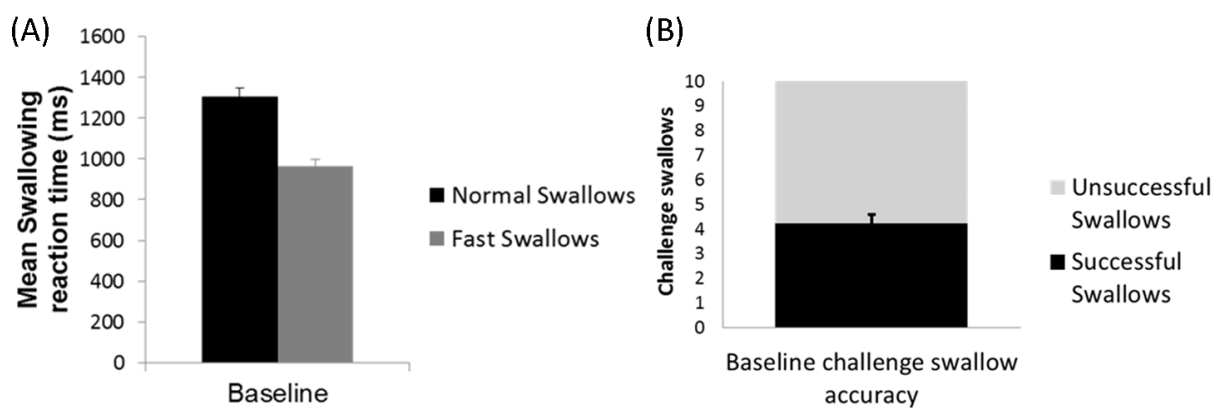 (A)
Mean Swallowing
reaction time (ms)
1600
1400
1200
1000
800
600
400
200
0
Baseline
Normal Swallows
Fast Swallows
(B)
Challenge swallows
10
9
8
7
6
5
4
3
2
1
0
Baseline challenge swallow
accuracy
Unsuccessful
Swallows
Successful
Swallows